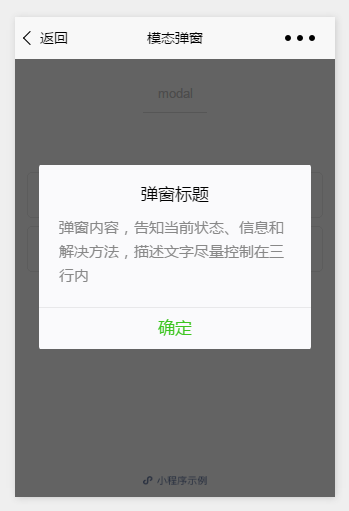 返回 模态弹窗
modal
弹窗标题
弹窗内容，告知当前状态、信息和
解决方法，描述文字尽量控制在三
行内
确定
小程序示例